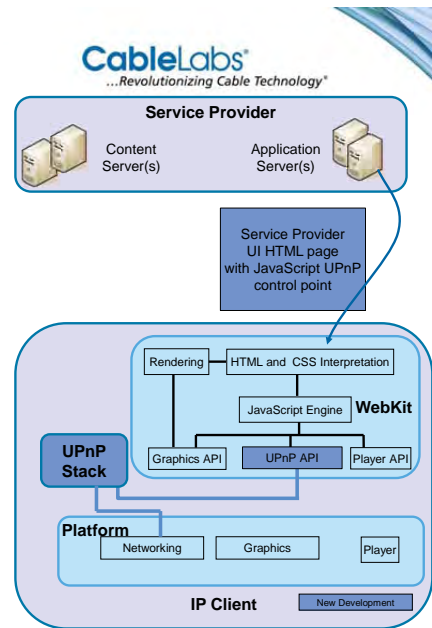 CableLabs®
...Revolutionizing Cable Technology®
Service Provider
Content
Server(s)
Application
Server(s)
Service Provider
UI HTML page
with JavaScript UPnP
control point
Rendering
HTML and CSS Interpretation
JavaScript Engine
WebKit
UPnP
Stack
Graphics API
UPnP API
Player API
Platform
Networking
Graphics
Player
IP Client
New Development